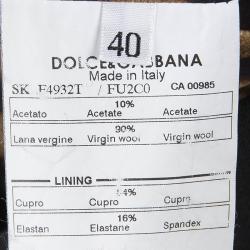 40
DOLCE&GABBANA
Made in Italy
SK F4932T / FU2C0 CA 00985
10%
Acetato Acetate Acetate
90%
Lana vergine Virgin wool Virgin wool
LINING
84%
Cupro Cupro Cupro
16%
Elastan Elastane Spandex